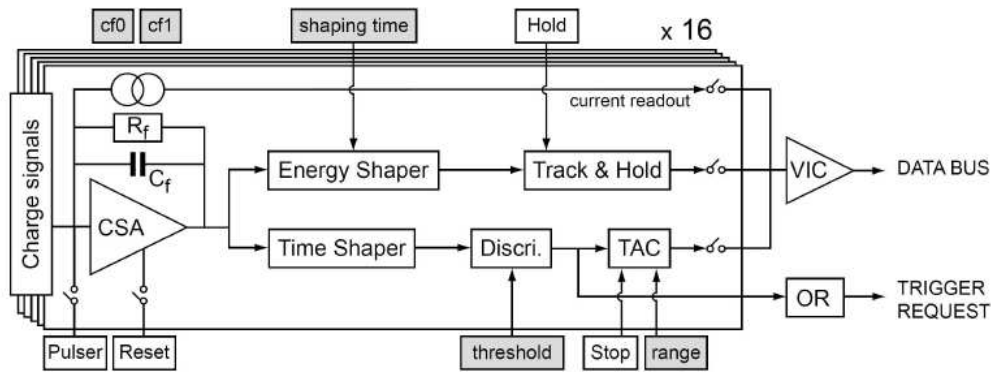 cf0 cf1 shaping time Hold x 16
current readout
Rf
Cf
Charge signals
CSA
Energy Shaper Track & Hold VIC DATA BUS
Time Shaper Discri. TAC
OR TRIGGER
REQUEST
Pulser Reset threshold Stop range